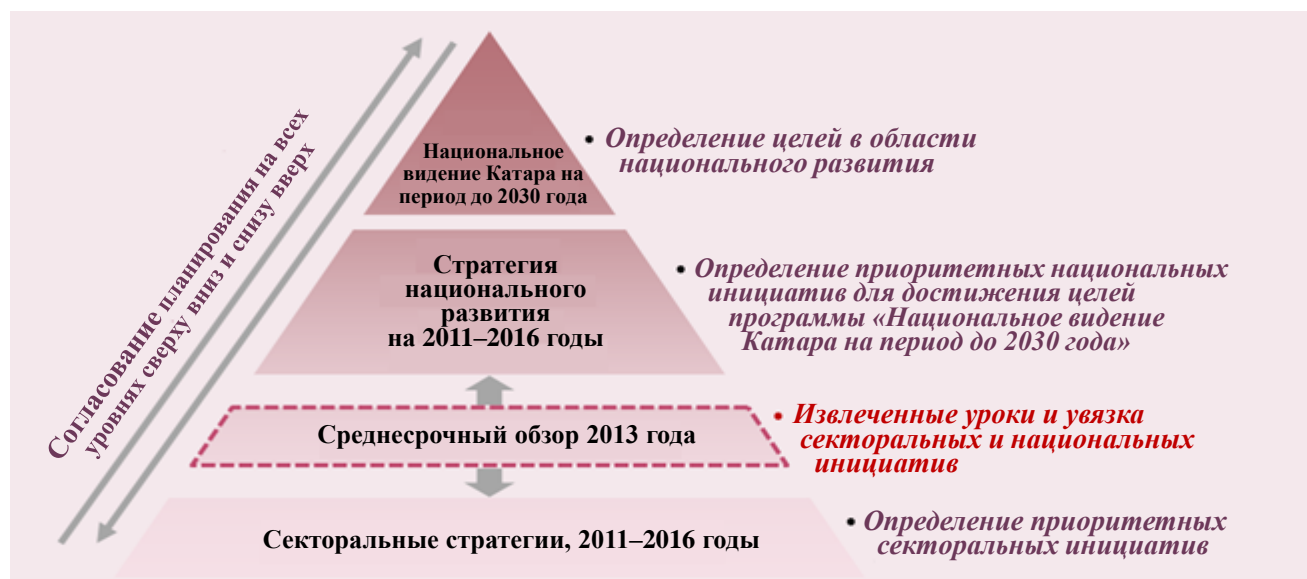 Согласование планирования на всех
уровнях сверху вниз и снизу вверх
Национальное
видение Катара на
период до 2030 года
• Определение целей в области
национального развития
Стратегия
национального
развития
на 2011–2016 годы
• Определение приоритетных национальных
инициатив для достижения целей
программы «Национальное видение
Катара на период до 2030 года»
Среднесрочный обзор 2013 года
• Извлеченные уроки и увязка
секторальных и национальных
инициатив
Секторальные стратегии, 2011–2016 годы
• Определение приоритетных
секторальных инициатив